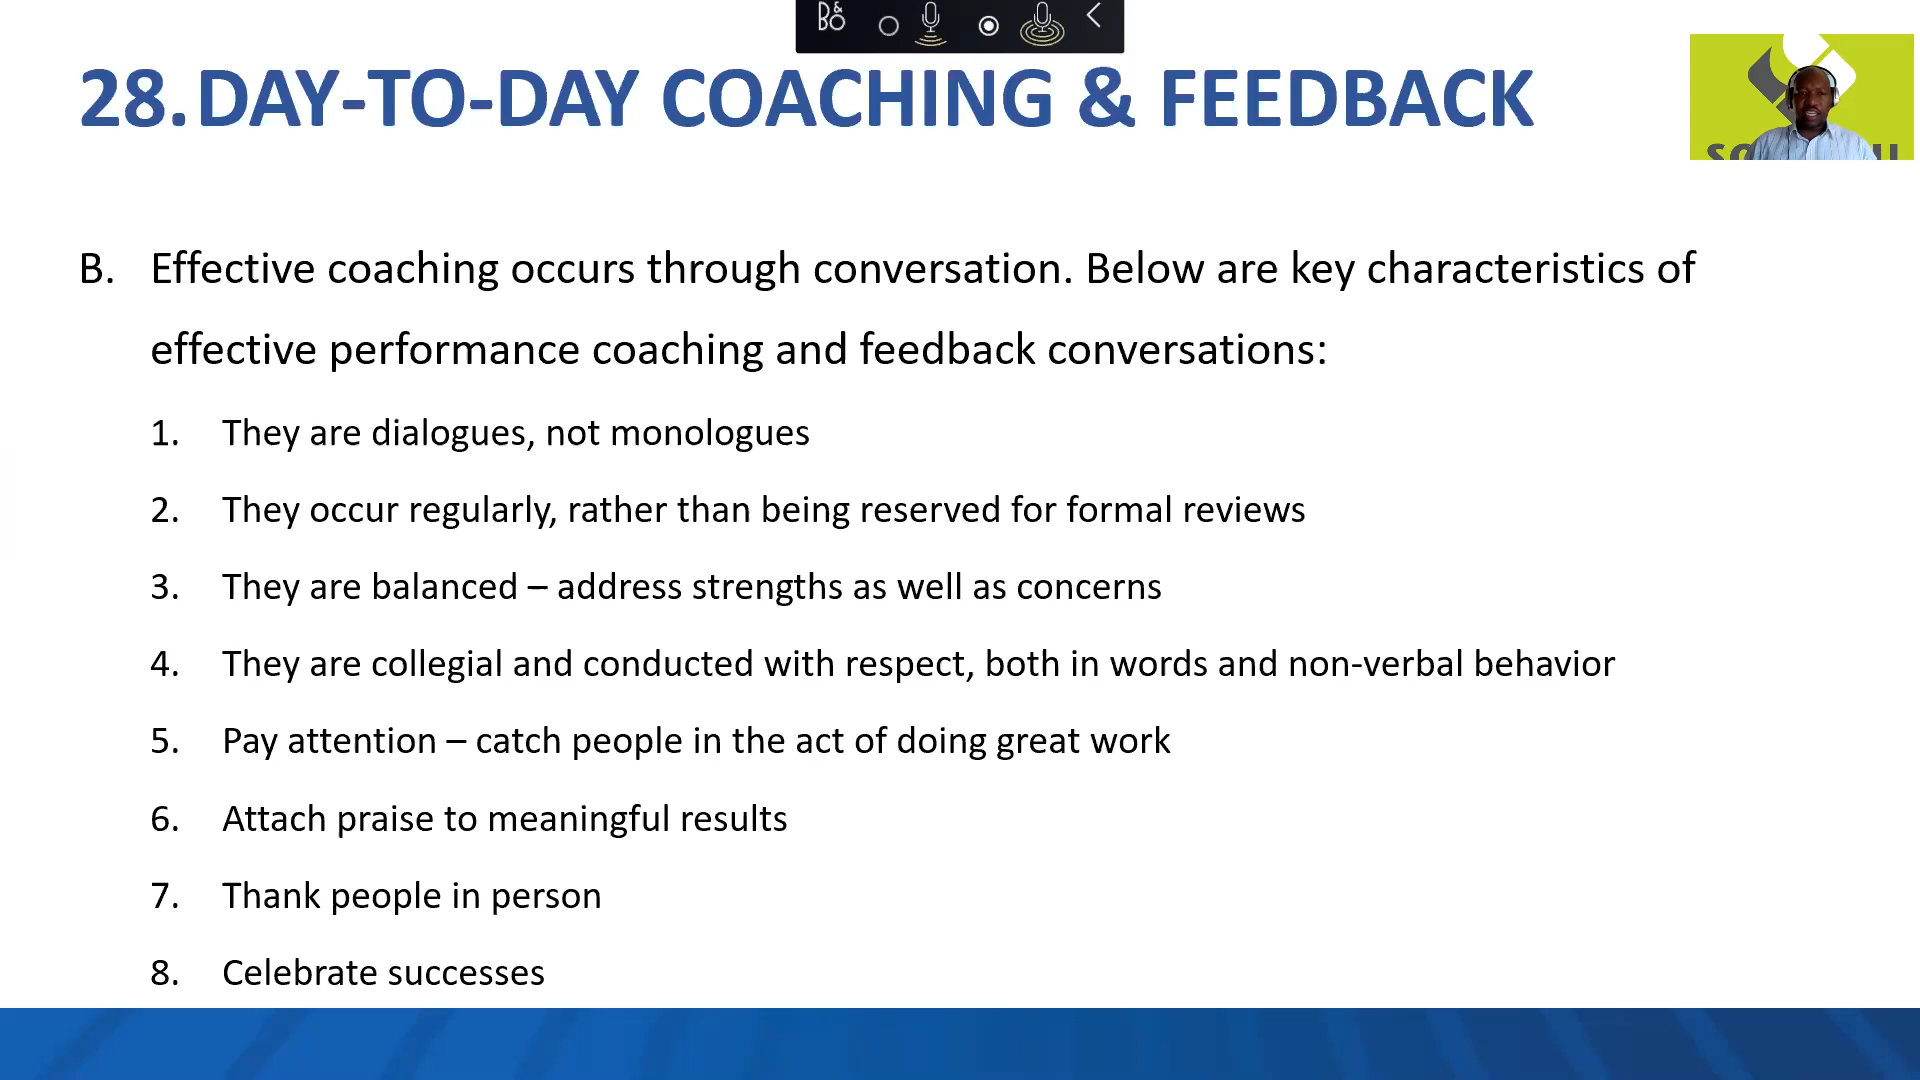 B&O
28. DAY-TO-DAY COACHING & FEEDBACK
B. Effective coaching occurs through conversation. Below are key characteristics of
effective performance coaching and feedback conversations:
1. They are dialogues, not monologues
2. They occur regularly, rather than being reserved for formal reviews
3. They are balanced – address strengths as well as concerns
4. They are collegial and conducted with respect, both in words and non-verbal behavior
5. Pay attention – catch people in the act of doing great work
6. Attach praise to meaningful results
7. Thank people in person
8. Celebrate successes